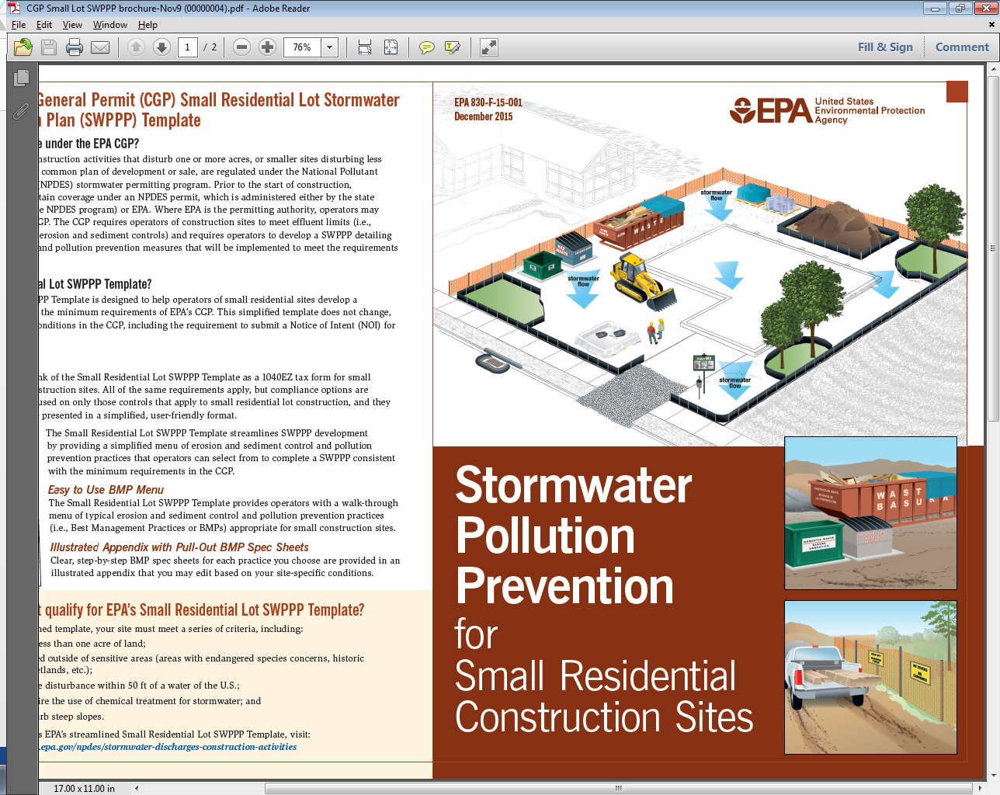 CGP Small Lot SWPPP brochure-Nov9 (00000004).pdf - Adobe Reader
File Edit View Window Help
1 / 2 76% Fill & Sign Comment
General Permit (CGP) Small Residential Lot Stormwater
n Plan (SWPPP) Template
e under the EPA CGP?
nstruction activities that disturb one or more acres, or smaller sites disturbing less
common plan of development or sale, are regulated under the National Pollutant
(NPDES) stormwater permitting program. Prior to the start of construction,
tain coverage under an NPDES permit, which is administered either by the state
e NPDES program) or EPA. Where EPA is the permitting authority, operators may
GP. The CGP requires operators of construction sites to meet effluent limits (i.e.,
erosion and sediment controls) and requires operators to develop a SWPPP detailing
and pollution prevention measures that will be implemented to meet the requirements
al Lot SWPPP Template?
PP Template is designed to help operators of small residential sites develop a
the minimum requirements of EPA's CGP. This simplified template does not change,
onditions in the CGP, including the requirement to submit a Notice of Intent (NOI) for
nk of the Small Residential Lot SWPPP Template as a 1040EZ tax form for small
struction sites. All of the same requirements apply, but compliance options are
used on only those controls that apply to small residential lot construction, and they
presented in a simplified, user-friendly format.
The Small Residential Lot SWPPP Template streamlines SWPPP development
by providing a simplified menu of erosion and sediment control and pollution
prevention practices that operators can select from to complete a SWPPP consistent
with the minimum requirements in the CGP.
Easy to Use BMP Menu
The Small Residential Lot SWPPP Template provides operators with a walk-through
menu of typical erosion and sediment control and pollution prevention practices
(i.e., Best Management Practices or BMPs) appropriate for small construction sites.
Illustrated Appendix with Pull-Out BMP Spec Sheets
Clear, step-by-step BMP spec sheets for each practice you choose are provided in an
illustrated appendix that you may edit based on your site-specific conditions.
t qualify for EPA's Small Residential Lot SWPPP Template?
ned template, your site must meet a series of criteria, including:
ess than one acre of land;
ed outside of sensitive areas (areas with endangered species concerns, historic
etlands, etc.);
e disturbance within 50 ft of a water of the U.S.;
ire the use of chemical treatment for stormwater; and
urb steep slopes.
s EPA's streamlined Small Residential Lot SWPPP Template, visit:
.epa.gov/npdes/stormwater-discharges-construction-activities
EPA 830-F-15-001
December 2015
EPA United States
Environmental Protection
Agency
stormwater
flow
WASTE
stormwater
flow
stormwater
flow
Stormwater
Pollution
Prevention
for
Small Residential
Construction Sites
WAST
BASURA
DOMESTIC WASTE
BASURA
DOMESTICA
17.00 x 11.00 in